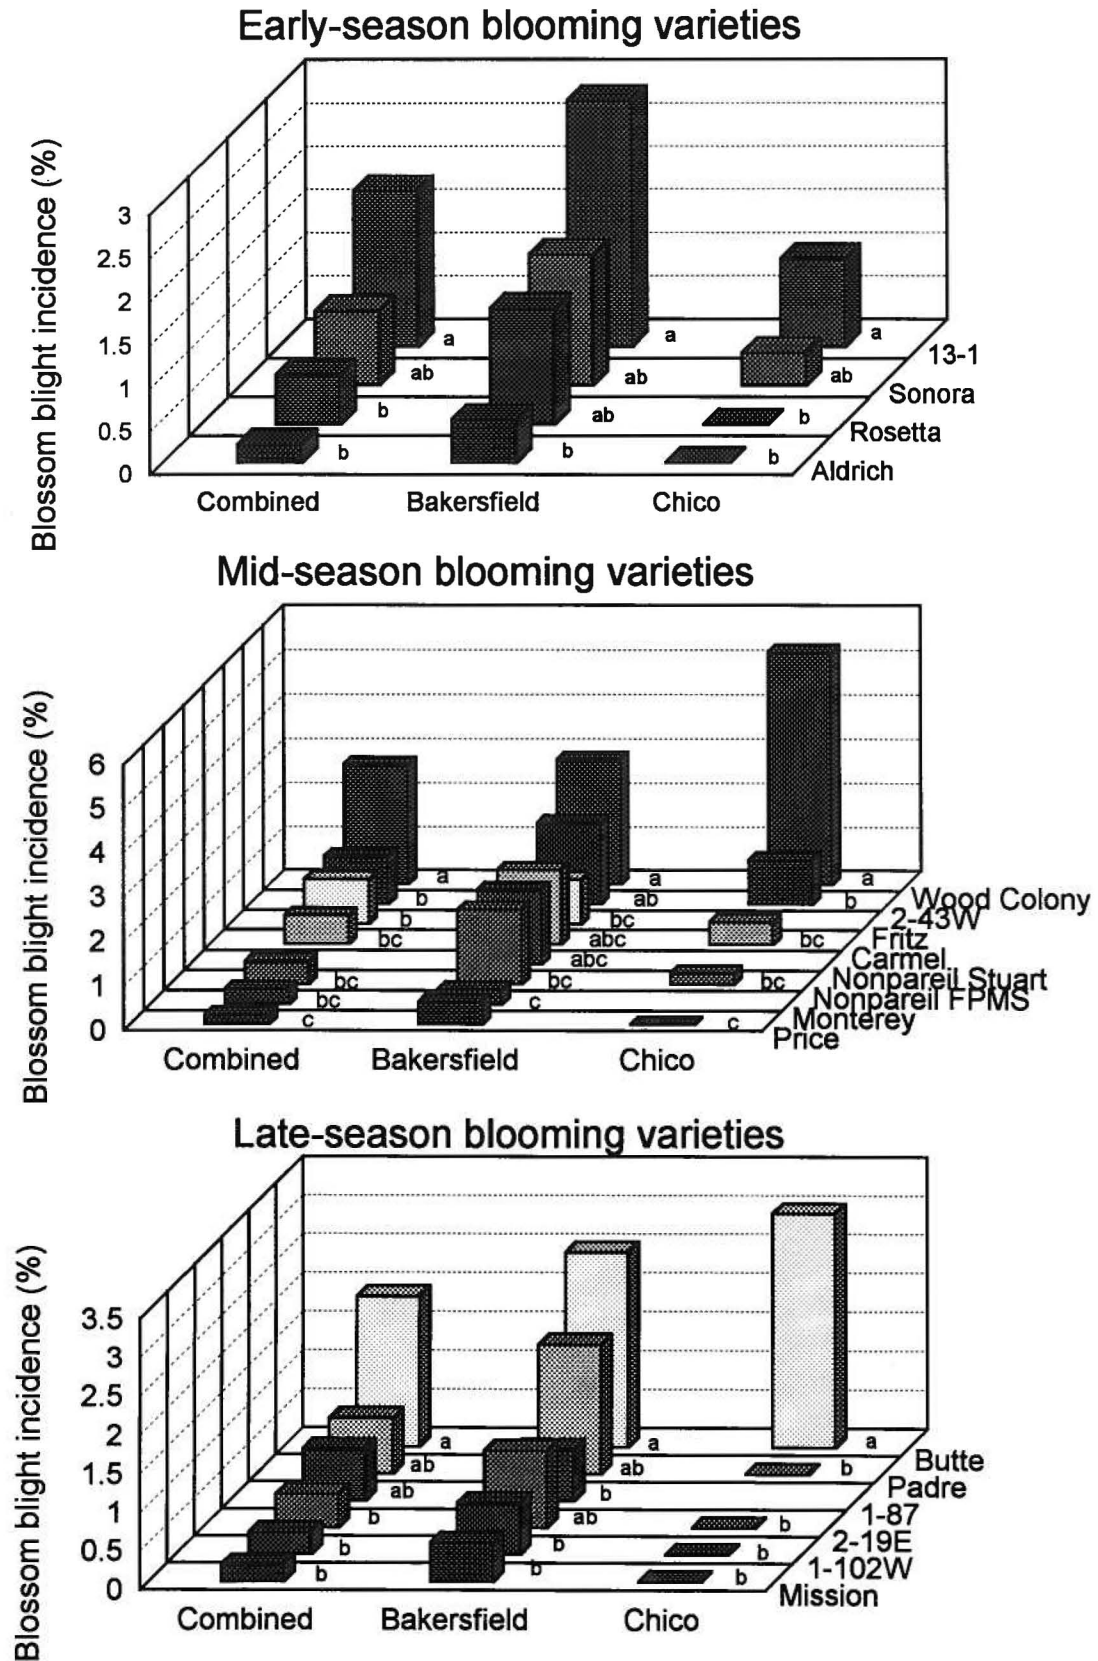 Early-season blooming varieties
Blossom blight incidence (%)
3
2.5
2
1.5
1
0.5
0
a a a
ab ab ab
b ab b
b b b
13-1
Sonora
Rosetta
Aldrich
Combined Bakersfield Chico
Mid-season blooming varieties
Blossom blight incidence (%)
6
5
4
3
2
1
0
a a a
b ab b
b bc
bc abc bc
abc
bc bc bc
bc c
c c
Wood Colony
2-43W
Fritz
Carmel
Nonpareil Stuart
Nonpareil FPMS
Monterey
Price
Combined Bakersfield Chico
Late-season blooming varieties
Blossom blight incidence (%)
3.5
3
2.5
2
1.5
1
0.5
0
a a a
ab ab b
ab b
b ab b
b b b
b b b
Butte
Padre
1-87
2-19E
1-102W
Mission
Combined Bakersfield Chico